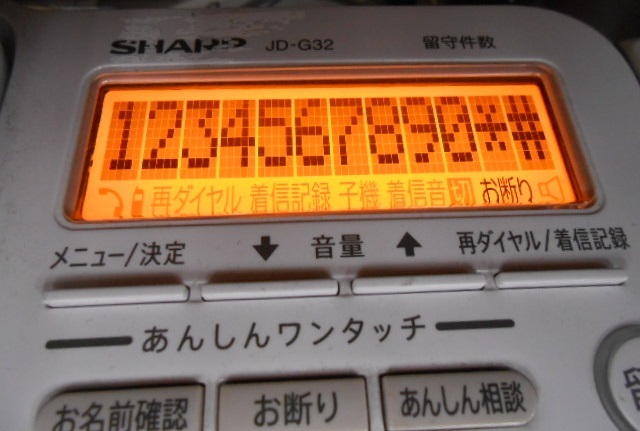 SHARP JD-G32 留守件数
1234567890*#
再ダイヤル 着信記録 子機 着信音 切 お断り
メニュー/決定 ↓ 音量 ↑ 再ダイヤル/着信記録
あんしんワンタッチ
お名前確認 お断り あんしん相談